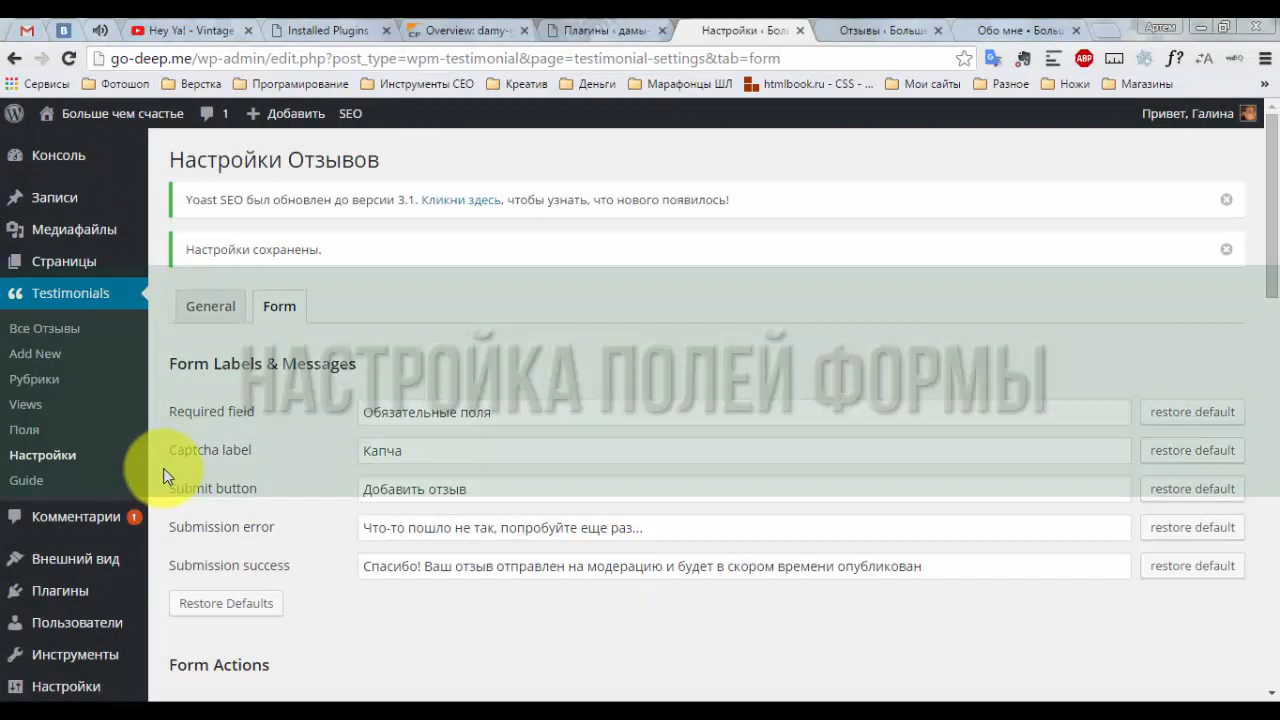 Hey Ya! - Vintage
Installed Plugins
Overview: damy-
Плагины ‹ дамы-
Настройки ‹ Бол
Отзывы ‹ Больше
Обо мне • Больш
Артем
go-deep.me/wp-admin/edit.php?post_type=wpm-testimonial&page=testimonial-settings&tab=form
ABP
f?
vidIQ
Сервисы
Фотошоп
Верстка
Програмирование
Инструменты СЕО
Креатив
Деньги
Марафонцы ШЛ
htmlbook.ru - CSS - ...
Мои сайты
Разное
Ножи
Магазины
»
Больше чем счастье
1
Добавить
SEO
Привет, Галина
Консоль
Записи
Медиафайлы
Страницы
Testimonials
Все Отзывы
Add New
Рубрики
Views
Поля
Настройки
Guide
Комментарии 1
Внешний вид
Плагины
Пользователи
Инструменты
Настройки
Настройки Отзывов
Yoast SEO был обновлен до версии 3.1. Кликни здесь, чтобы узнать, что нового появилось!
Настройки сохранены.
General
Form
НАСТРОЙКА ПОЛЕЙ ФОРМЫ
Form Labels & Messages
Required field
Обязательные поля
restore default
Captcha label
Капча
restore default
Submit button
Добавить отзыв
restore default
Submission error
Что-то пошло не так, попробуйте еще раз...
restore default
Submission success
Спасибо! Ваш отзыв отправлен на модерацию и будет в скором времени опубликован
restore default
Restore Defaults
Form Actions